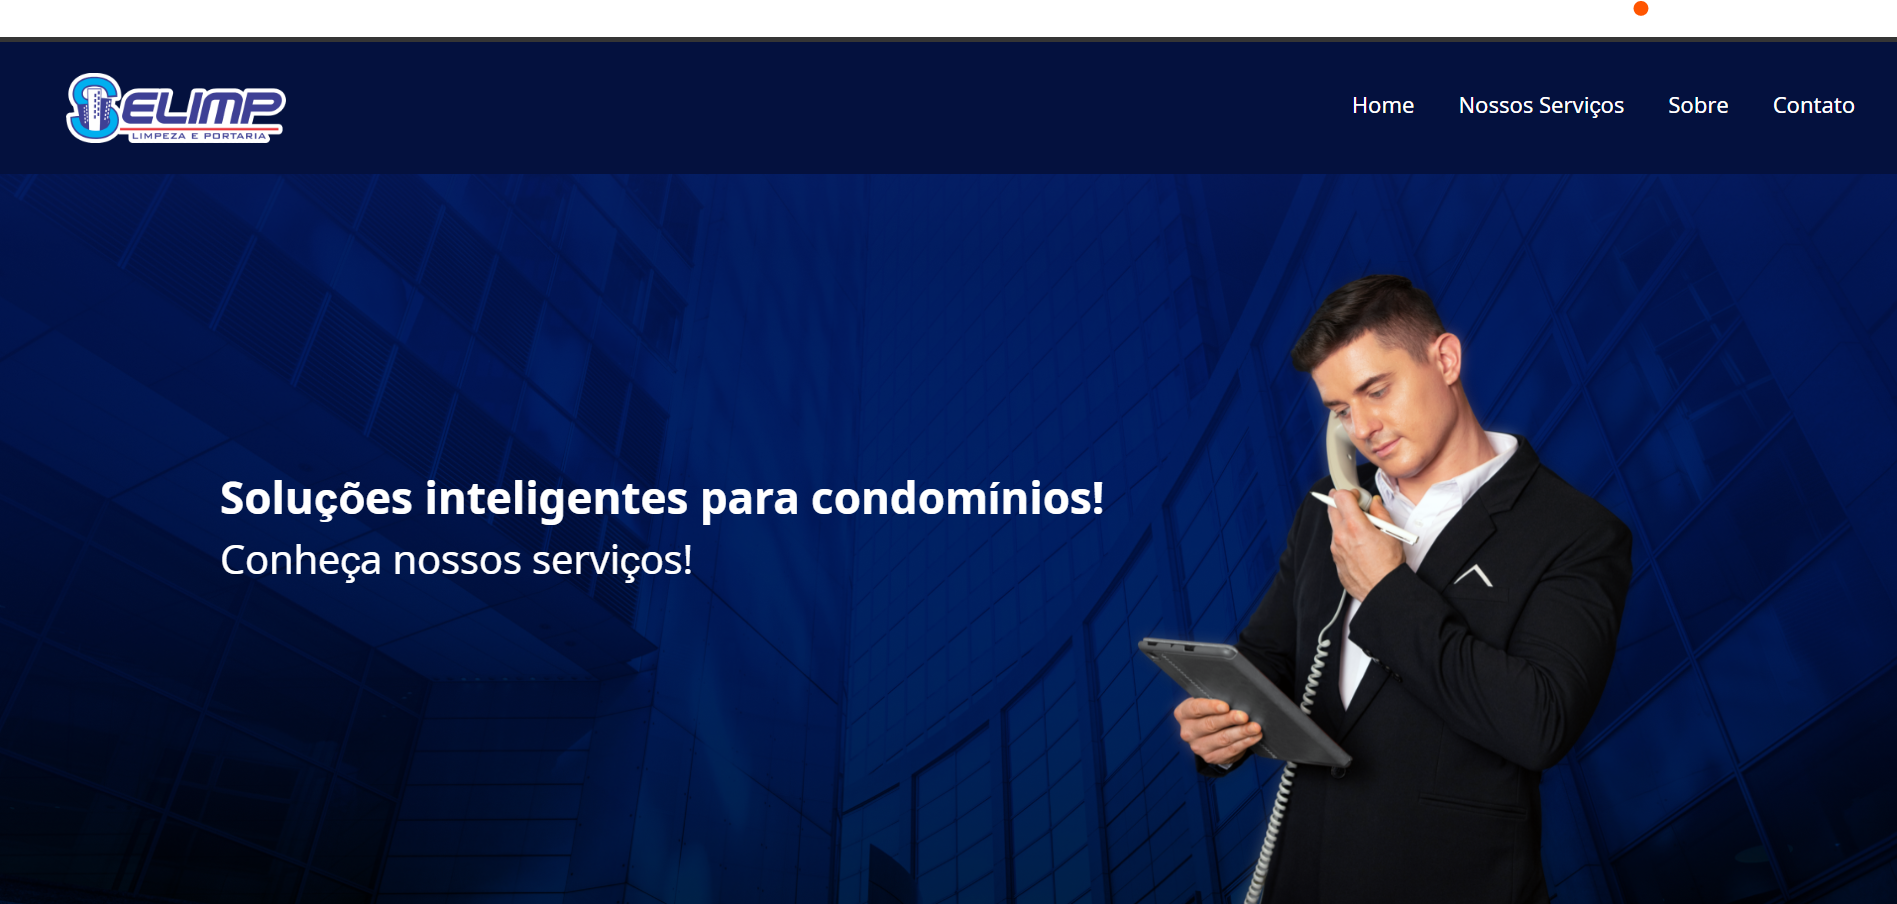 SELIMP
LIMPEZA E PORTARIA
Home
Nossos Serviços
Sobre
Contato
Soluções inteligentes para condomínios!
Conheça nossos serviços!